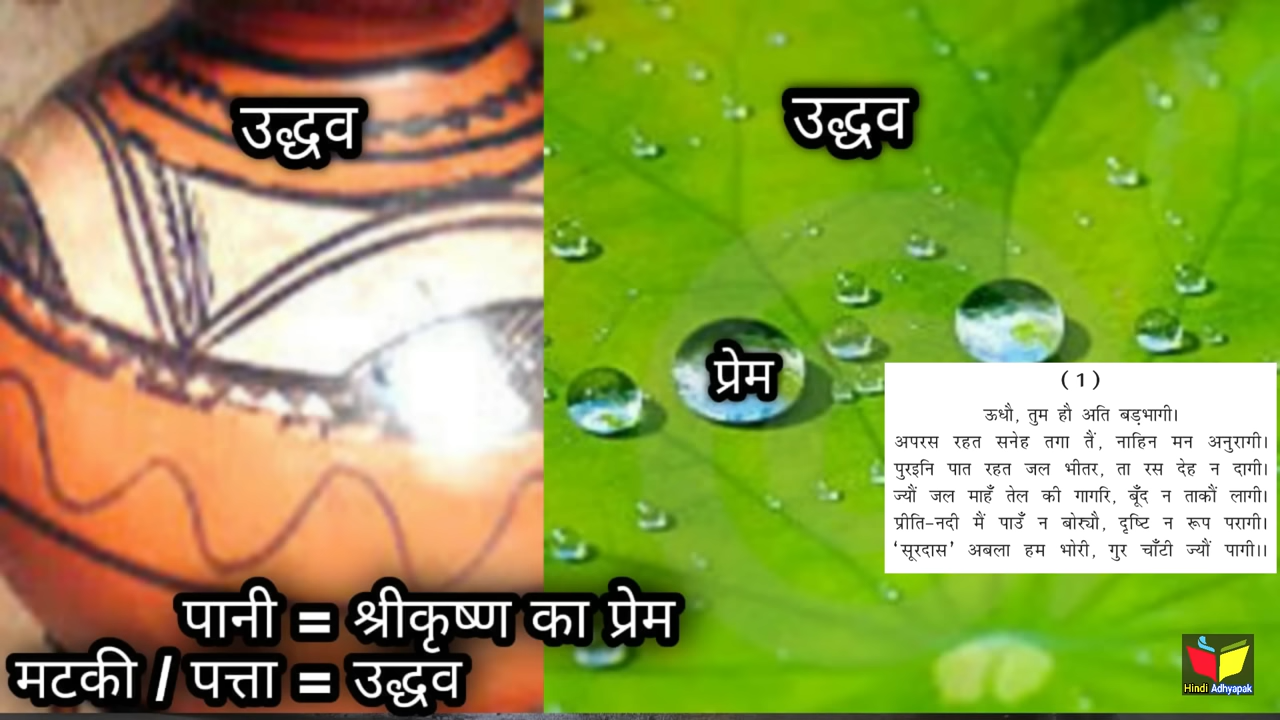 उद्धव
उद्धव
प्रेम
(1)
ऊधौ, तुम हौ अति बड़भागी।
अपरस रहत सनेह तगा तैं, नाहिन मन अनुरागी।
पुरइनि पात रहत जल भीतर, ता रस देह न दागी।
ज्यौं जल माहँ तेल की गागरि, बूँद न ताकौं लागी।
प्रीति-नदी मैं पाउँ न बोरयौ, दृष्टि न रूप परागी।
‘सूरदास’ अबला हम भोरी, गुर चाँटी ज्यौं पागी।।
पानी = श्रीकृष्ण का प्रेम
मटकी / पत्ता = उद्धव
Hindi Adhyapak